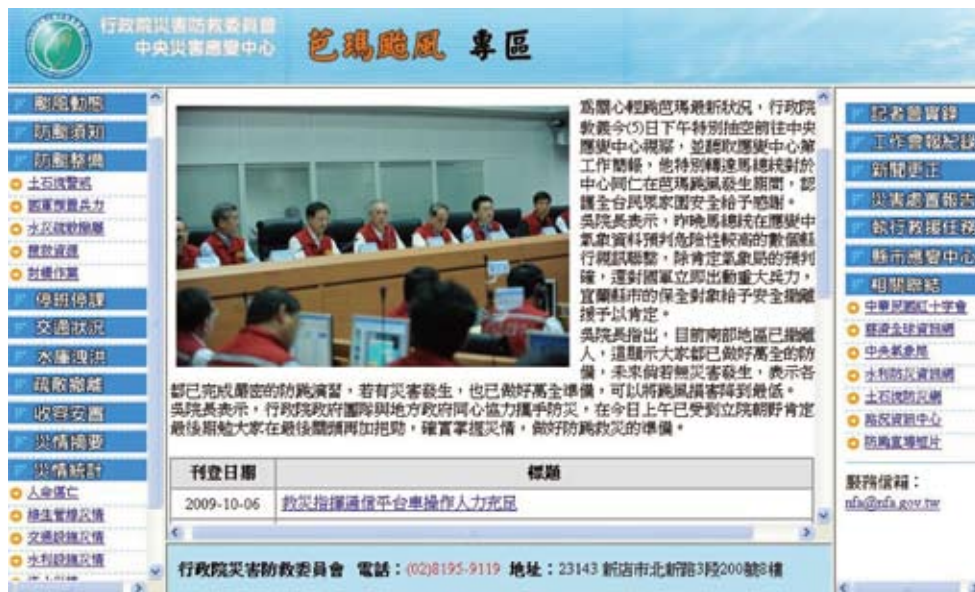 行政院災害防救委員會
中央災害應變中心
芭瑪颱風 專區
颱風動態
防颱須知
防颱整備
土石流警戒
國軍預置兵力
水災疏散撤離
開放資源
封橋作業
停班停課
交通狀況
水庫洩洪
疏散撤離
收容安置
災情摘要
災情統計
人命傷亡
維生管線災情
交通設施災情
水利設施災情
為關心輕颱芭瑪最新狀況,行政院
敦義今(5)日下午特別抽空前往中央
應變中心視察,並聽取應變中心第
工作簡報,他特別轉達馬總統對於
中心同仁在芭瑪颱風發生期間,認
護全台民眾家園安全給予感謝。
吳院長表示,昨晚馬總統在應變中
氣象資料預判危險性較高的數個縣
行視訊聯繫,除肯定氣象局的預判
確,還對國軍立即出動重大兵力,
宜蘭縣市的保全對象給予安全撤離
援予以肯定。
吳院長指出,目前南部地區已撤離
人,這顯示大家都已做好萬全的防
備,未來倘若無災害發生,表示各
都已完成嚴密的防颱演習,若有災害發生,也已做好萬全準備,可以將颱風損害降到最低。
吳院長表示,行政院政府團隊與地方政府同心協力攜手防災,在今日上午已受到立院朝野肯定
最後期勉大家在最後關頭再加把勁,確實掌握災情,做好防颱救災的準備。
刊登日期 標題
2009-10-06 救災指揮通信平台車操作人力充足
記者會實錄
工作會報紀錄
新聞更正
災害處置報告
執行救援任務
縣市應變中心
相關聯結
中華民國紅十字會
慈濟全球資訊網
中央氣象局
水利防災資訊網
土石流防災網
路況資訊中心
防颱宣導短片
服務信箱:
nfa@nfa.gov.tw
行政院災害防救委員會 電話:(02)8195-9119 地址:23143 新店市北新路3段200號8樓